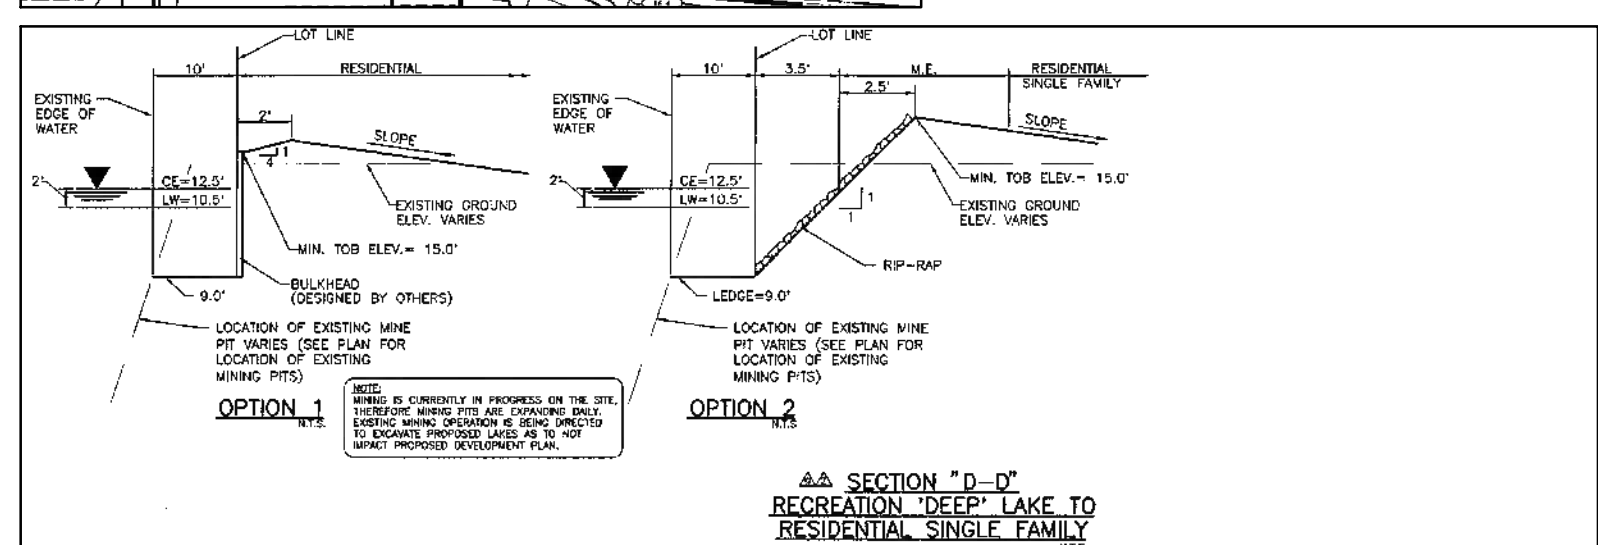 LOT LINE
10'
RESIDENTIAL
EXISTING
EDGE OF
WATER
2'
SLOPE
1
4
2'
CE=12.5'
LW=10.5'
EXISTING GROUND
ELEV. VARIES
MIN. TOB ELEV.= 15.0'
BULKHEAD
(DESIGNED BY OTHERS)
9.0'
LOCATION OF EXISTING MINE
PIT VARIES (SEE PLAN FOR
LOCATION OF EXISTING
MINING PITS)
OPTION 1
N.T.S.
NOTE:
MINING IS CURRENTLY IN PROGRESS ON THE SITE,
THEREFORE MINING PITS ARE EXPANDING DAILY.
EXISTING MINING OPERATION IS BEING DIRECTED
TO EXCAVATE PROPOSED LAKES AS TO NOT
IMPACT PROPOSED DEVELOPMENT PLAN.
LOT LINE
10'
3.5'
M.E.
RESIDENTIAL
SINGLE FAMILY
2.5'
EXISTING
EDGE OF
WATER
SLOPE
2'
CE=12.5'
LW=10.5'
MIN. TOB ELEV.= 15.0'
1
1
EXISTING GROUND
ELEV. VARIES
RIP-RAP
LEDGE=9.0'
LOCATION OF EXISTING MINE
PIT VARIES (SEE PLAN FOR
LOCATION OF EXISTING
MINING PITS)
OPTION 2
N.T.S
SECTION "D-D"
RECREATION 'DEEP' LAKE TO
RESIDENTIAL SINGLE FAMILY